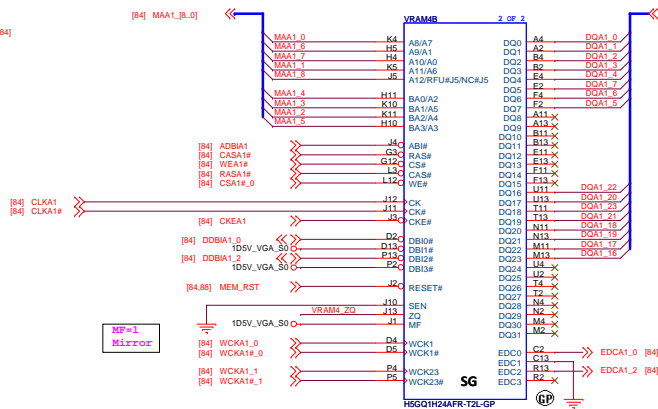 [84] MAA1_[8..0]
84]
[84]
VRAM4B 2 OF 2
MAA1_0 K4 A8/A7 DQ0 A4 DQA1_0
MAA1_6 H5 A9/A1 DQ1 A2 DQA1_1
MAA1_7 H4 A10/A0 DQ2 B4 DQA1_2
MAA1_1 K5 A11/A6 DQ3 B2 DQA1_3
MAA1_8 J5 A12/RFU#J5/NC#J5 DQ4 E4 DQA1_4
DQ5 E2 DQA1_7
MAA1_4 H11 BA0/A2 DQ6 F4 DQA1_6
MAA1_3 K10 BA1/A5 DQ7 F2 DQA1_5
MAA1_2 K11 BA2/A4 DQ8 A11
MAA1_5 H10 BA3/A3 DQ9 A13
DQ10 B11
[84] ADBIA1 J4 ABI# DQ11 B13
[84] CASA1# G3 RAS# DQ12 E11
[84] WEA1# G12 CS# DQ13 E13
[84] RASA1# L3 CAS# DQ14 F11
[84] CSA1#_0 L12 WE# DQ15 F13
DQ16 U11 DQA1_22
[84] CLKA1 J12 CK DQ17 U13 DQA1_20
[84] CLKA1# J11 CK# DQ18 T11 DQA1_23
[84] CKEA1 J3 CKE# DQ19 T13 DQA1_21
DQ20 N11 DQA1_18
[84] DDBIA1_0 D2 DBI0# DQ21 N13 DQA1_19
1D5V_VGA_S0 D13 DBI1# DQ22 M11 DQA1_17
[84] DDBIA1_2 P13 DBI2# DQ23 M13 DQA1_16
1D5V_VGA_S0 P2 DBI3# DQ24 U4
DQ25 U2
[84,88] MEM_RST J2 RESET# DQ26 T4
DQ27 T2
J10 SEN DQ28 N4
VRAM4_ZQ J13 ZQ DQ29 N2
1D5V_VGA_S0 J1 MF DQ30 M4
DQ31 M2
MF=1
Mirror
[84] WCKA1_0 D4 WCK1 EDC0 C2 EDCA1_0 [84]
[84] WCKA1#_0 D5 WCK1# EDC1 C13
[84] WCKA1_1 P4 WCK23 EDC2 R13 EDCA1_2 [84]
[84] WCKA1#_1 P5 WCK23# EDC3 R2
SG
GP
H5GQ1H24AFR-T2L-GP